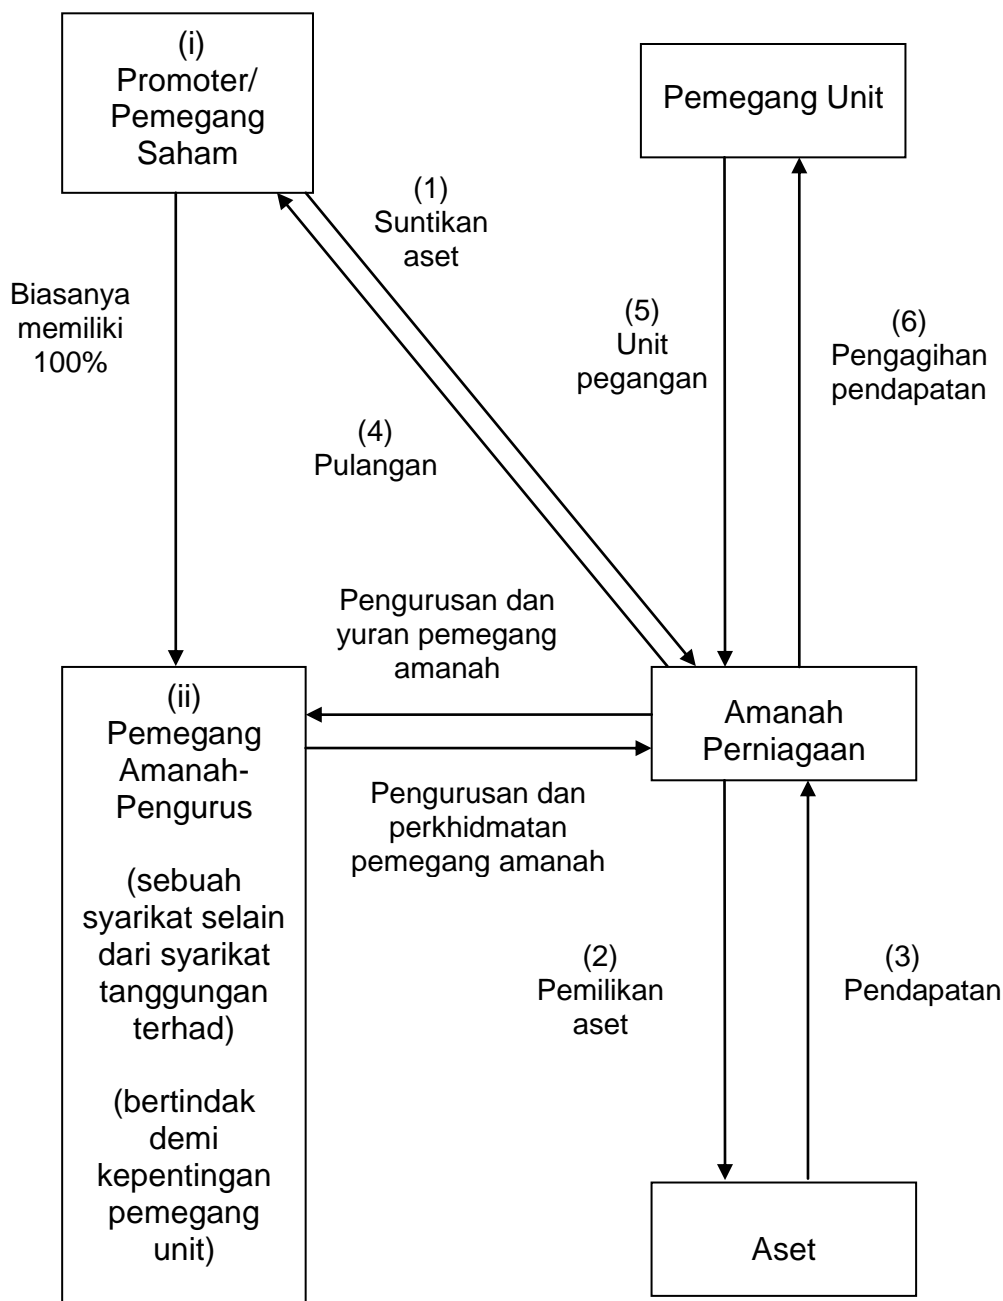 (i)
Promoter/
Pemegang
Saham
Pemegang Unit
(1)
Suntikan
aset
Biasanya
memiliki
100%
(5)
Unit
pegangan
(6)
Pengagihan
pendapatan
(4)
Pulangan
Pengurusan dan
yuran pemegang
amanah
(ii)
Pemegang
Amanah-
Pengurus
(sebuah
syarikat selain
dari syarikat
tanggungan
terhad)
(bertindak
demi
kepentingan
pemegang
unit)
Amanah
Perniagaan
Pengurusan dan
perkhidmatan
pemegang amanah
(2)
Pemilikan
aset
(3)
Pendapatan
Aset